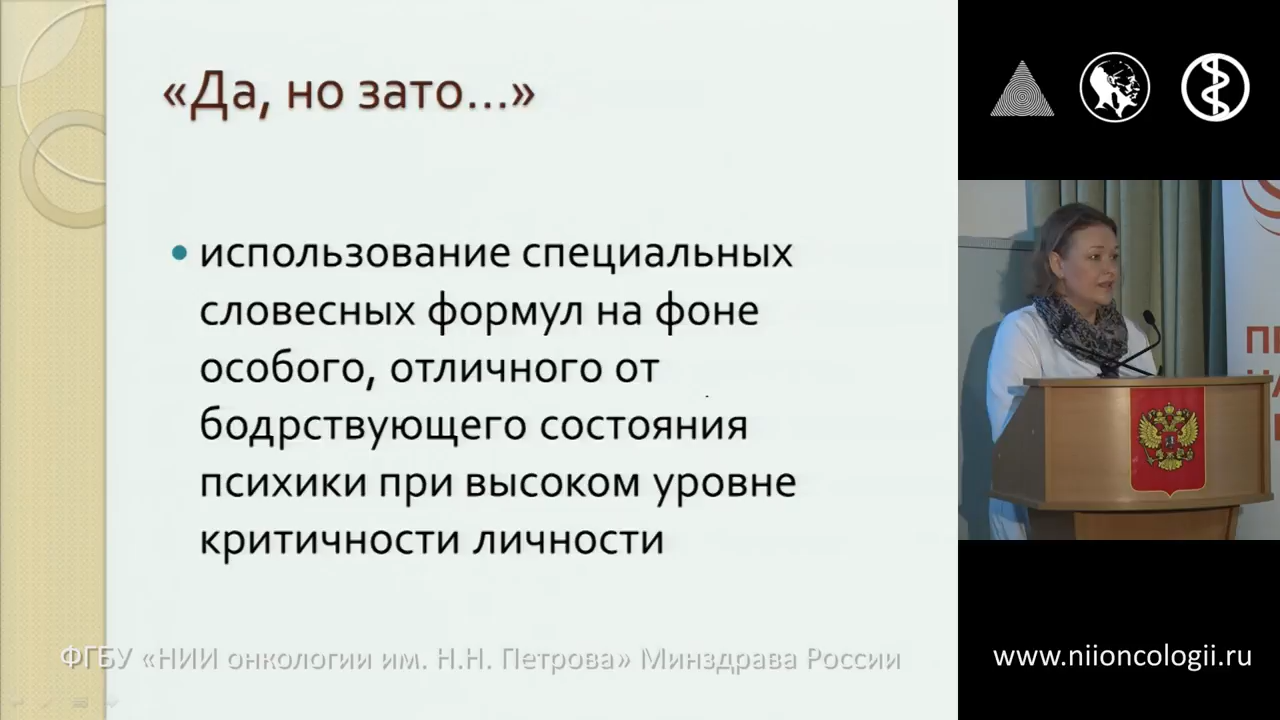 «Да, но зато...»
использование специальных
словесных формул на фоне
особого, отличного от
бодрствующего состояния
психики при высоком уровне
критичности личности
ФГБУ «НИИ онкологии им. Н.Н. Петрова» Минздрава России
www.niioncologii.ru